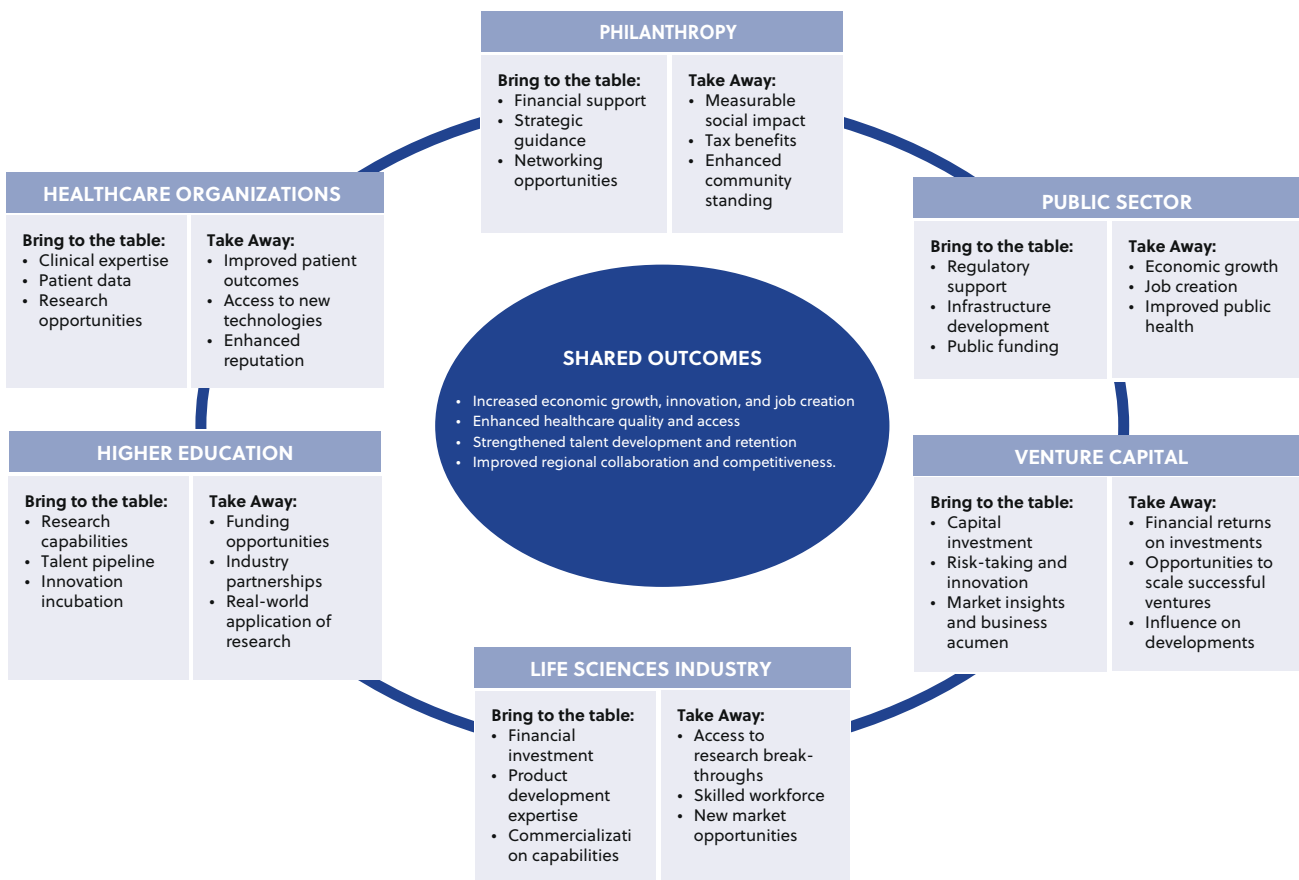 PHILANTHROPY
Bring to the table:
• Financial support
• Strategic
guidance
• Networking
opportunities
Take Away:
• Measurable
social impact
• Tax benefits
• Enhanced
community
standing
HEALTHCARE ORGANIZATIONS
Bring to the table:
• Clinical expertise
• Patient data
• Research
opportunities
Take Away:
• Improved patient
outcomes
• Access to new
technologies
• Enhanced
reputation
PUBLIC SECTOR
Bring to the table:
• Regulatory
support
• Infrastructure
development
• Public funding
Take Away:
• Economic growth
• Job creation
• Improved public
health
SHARED OUTCOMES
• Increased economic growth, innovation, and job creation
• Enhanced healthcare quality and access
• Strengthened talent development and retention
• Improved regional collaboration and competitiveness.
HIGHER EDUCATION
Bring to the table:
• Research
capabilities
• Talent pipeline
• Innovation
incubation
Take Away:
• Funding
opportunities
• Industry
partnerships
• Real-world
application of
research
VENTURE CAPITAL
Bring to the table:
• Capital
investment
• Risk-taking and
innovation
• Market insights
and business
acumen
Take Away:
• Financial returns
on investments
• Opportunities to
scale successful
ventures
• Influence on
developments
LIFE SCIENCES INDUSTRY
Bring to the table:
• Financial
investment
• Product
development
expertise
• Commercializati
on capabilities
Take Away:
• Access to
research break-
throughs
• Skilled workforce
• New market
opportunities